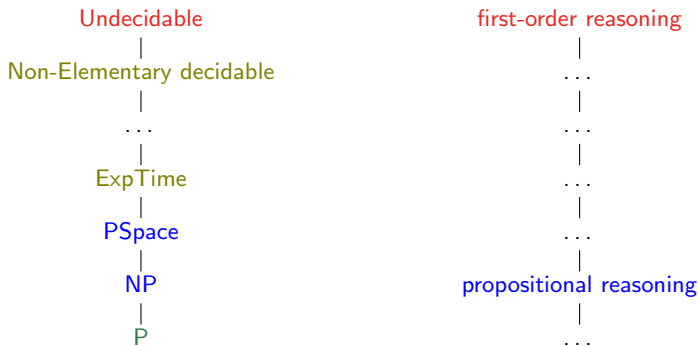 Undecidable
first-order reasoning
Non-Elementary decidable
...
...
...
ExpTime
...
PSpace
...
NP
propositional reasoning
P
...